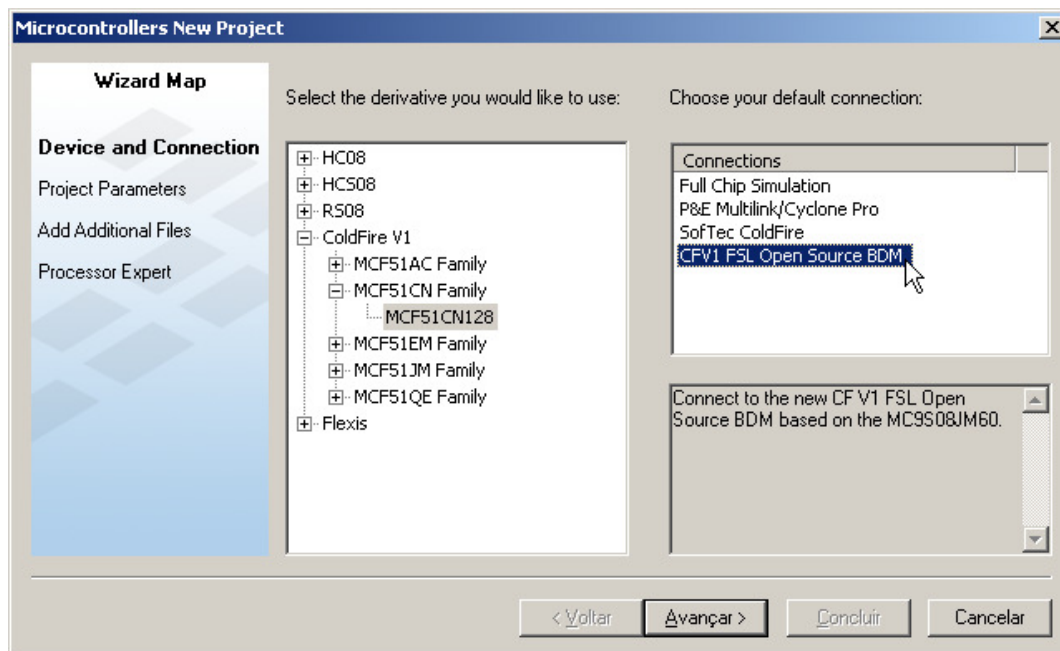 Microcontrollers New Project
Wizard Map
Device and Connection
Project Parameters
Add Additional Files
Processor Expert
Select the derivative you would like to use:
HC08
HCS08
RS08
ColdFire V1
MCF51AC Family
MCF51CN Family
MCF51CN128
MCF51EM Family
MCF51JM Family
MCF51QE Family
Flexis
Choose your default connection:
Connections
Full Chip Simulation
P&E Multilink/Cyclone Pro
SofTec ColdFire
CFV1 FSL Open Source BDM
Connect to the new CF V1 FSL Open
Source BDM based on the MC9S08JM60.
< Voltar
Avançar >
Concluir
Cancelar